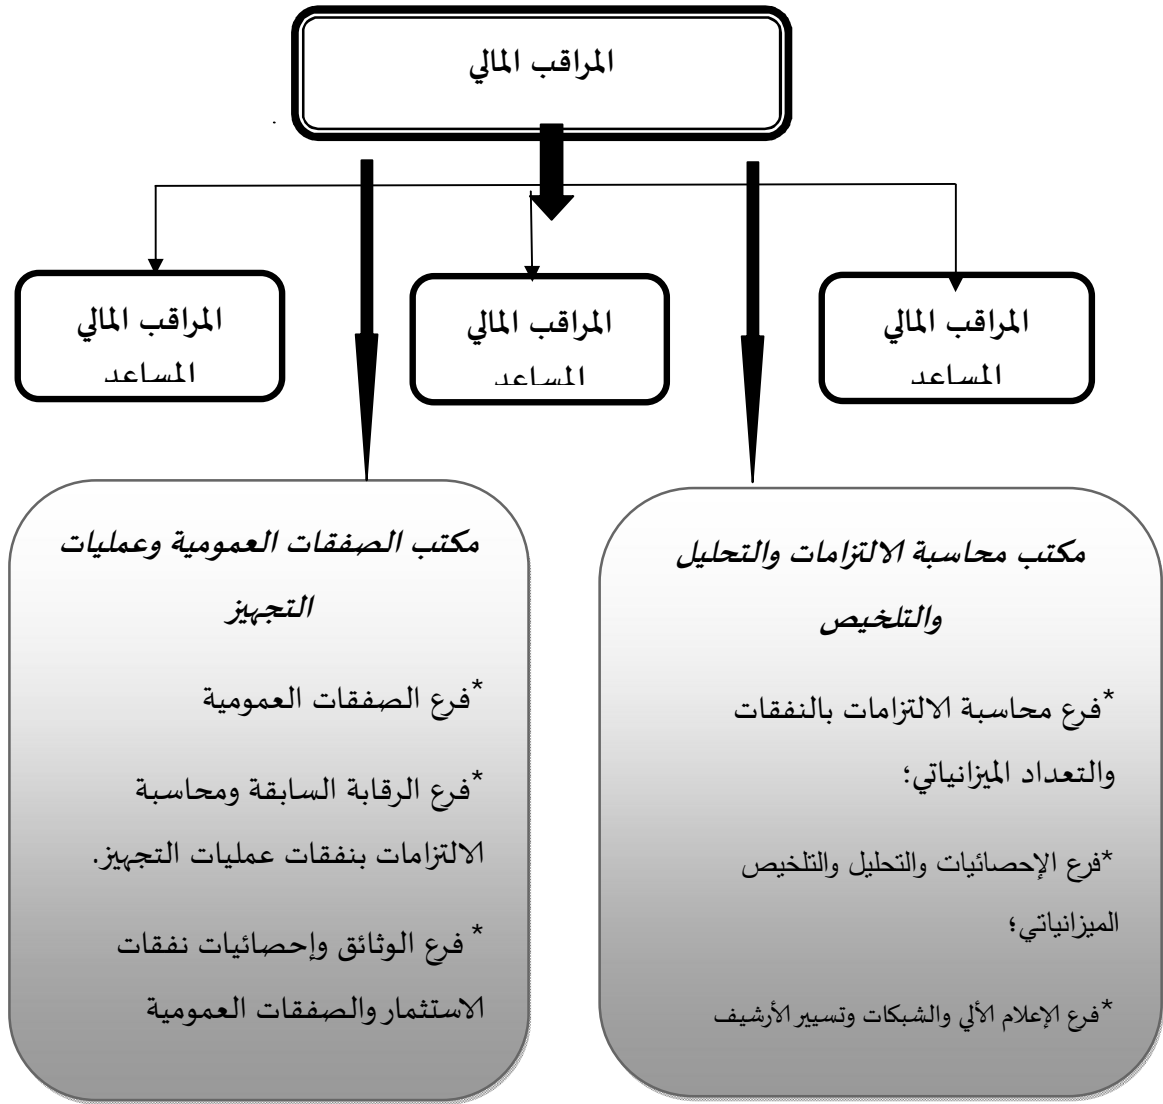 المراقب المالي
المراقب المالي
المساعد
المراقب المالي
المساعد
المراقب المالي
المساعد
مكتب محاسبة الالتزامات والتحليل
والتلخيص
*فرع محاسبة الالتزامات بالنفقات
والتعداد الميزانياتي؛
*فرع الإحصائيات والتحليل والتلخيص
الميزانياتي؛
*فرع الإعلام الألي والشبكات وتسيير الأرشيف
مكتب الصفقات العمومية وعمليات
التجهيز
*فرع الصفقات العمومية
*فرع الرقابة السابقة ومحاسبة
الالتزامات بنفقات عمليات التجهيز.
* فرع الوثائق وإحصائيات نفقات
الاستثمار والصفقات العمومية